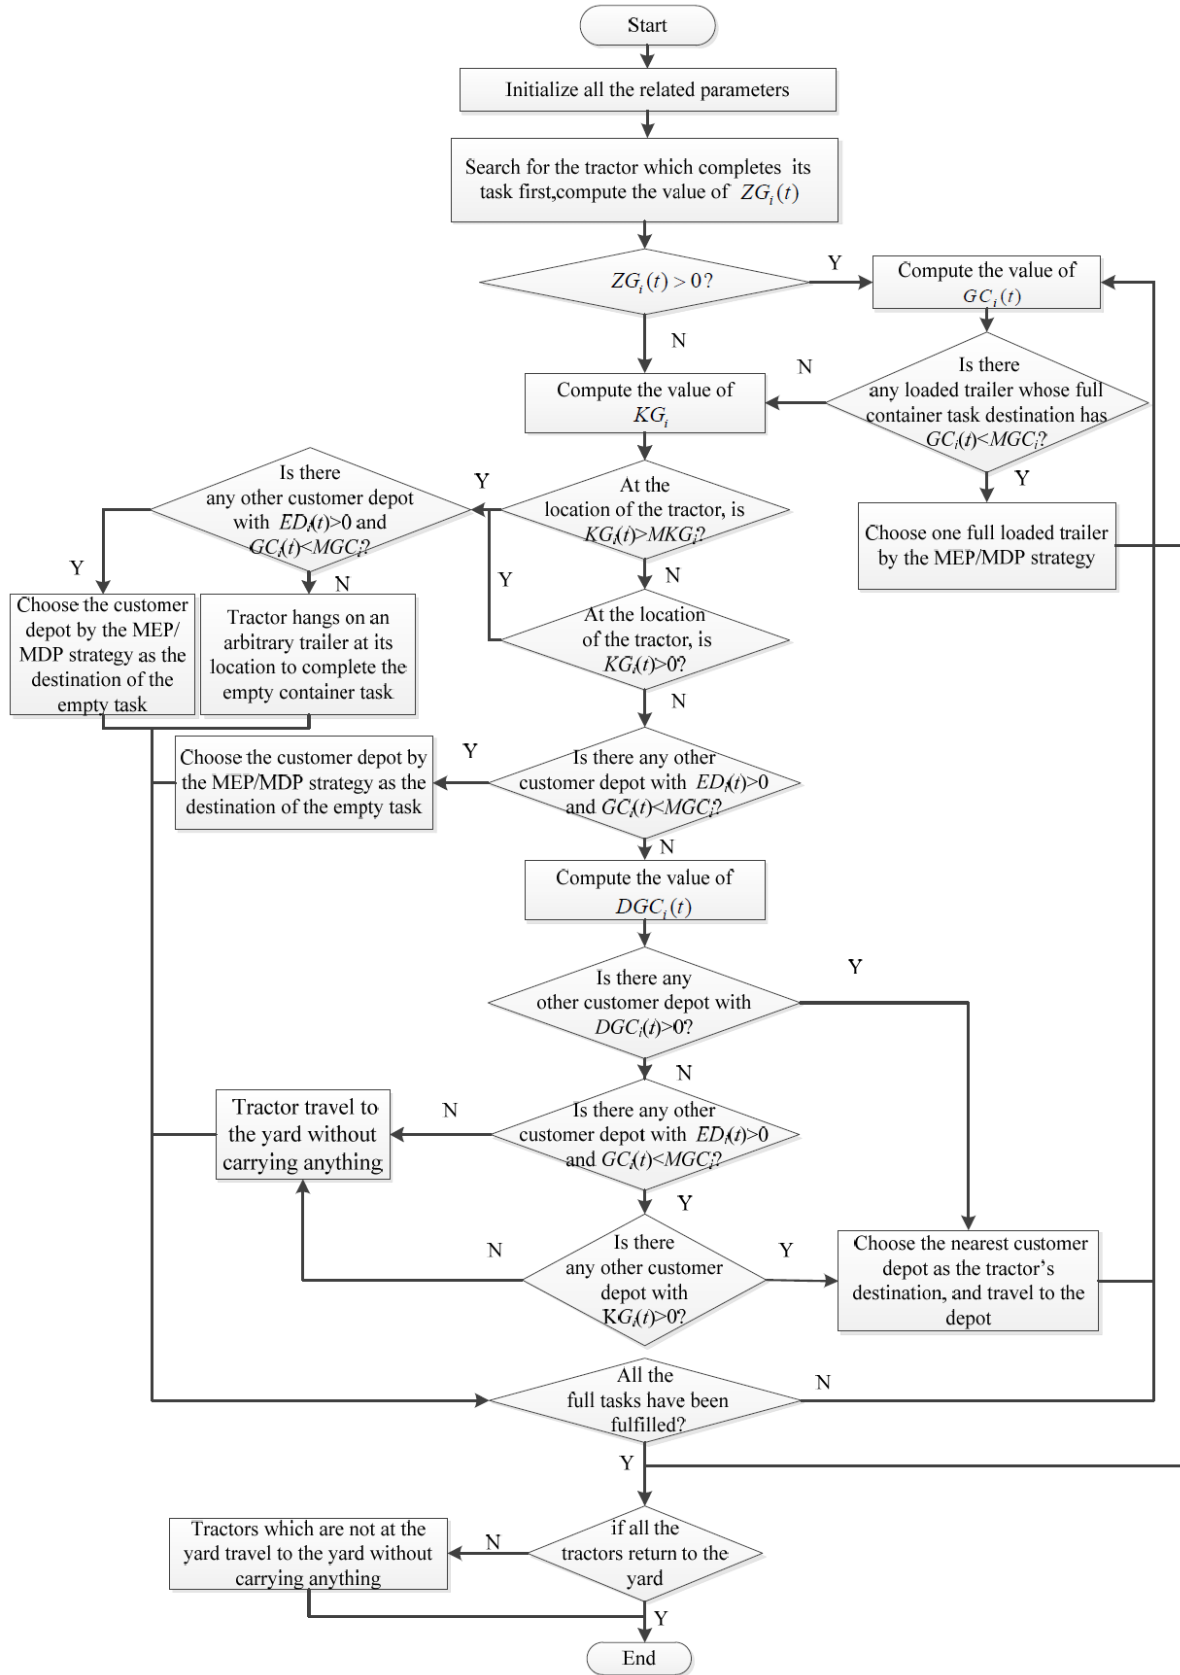 Start
Initialize all the related parameters
Search for the tractor which completes its
task first,compute the value of ZG_i(t)
ZG_i(t) > 0?
Y
Compute the value of
GC_i(t)
N
Is there
any loaded trailer whose full
container task destination has
GC_i(t)<MGC_i?
N
Y
Compute the value of
KG_i
Choose one full loaded trailer
by the MEP/MDP strategy
At the
location of the tractor, is
KG_i(t)>MKG_i?
Y
Is there
any other customer depot
with ED_i(t)>0 and
GC_i(t)<MGC_i?
Y
N
N
Y
Choose the customer
depot by the MEP/
MDP strategy as the
destination of the
empty task
Tractor hangs on an
arbitrary trailer at its
location to complete the
empty container task
At the location
of the tractor, is
KG_i(t)>0?
N
Is there any other
customer depot with ED_i(t)>0
and GC_i(t)<MGC_i?
Y
Choose the customer depot by
the MEP/MDP strategy as the
destination of the empty task
N
Compute the value of
DGC_i(t)
Is there any
other customer depot with
DGC_i(t)>0?
Y
N
Is there any other
customer depot with ED_i(t)>0
and GC_i(t)<MGC_i?
N
Tractor travel to
the yard without
carrying anything
Y
Is there
any other customer
depot with
KG_i(t)>0?
N
Y
Choose the nearest customer
depot as the tractor's
destination, and travel to the
depot
All the
full tasks have been
fulfilled?
N
Y
if all the
tractors return to the
yard
N
Tractors which are not at the
yard travel to the yard without
carrying anything
Y
End